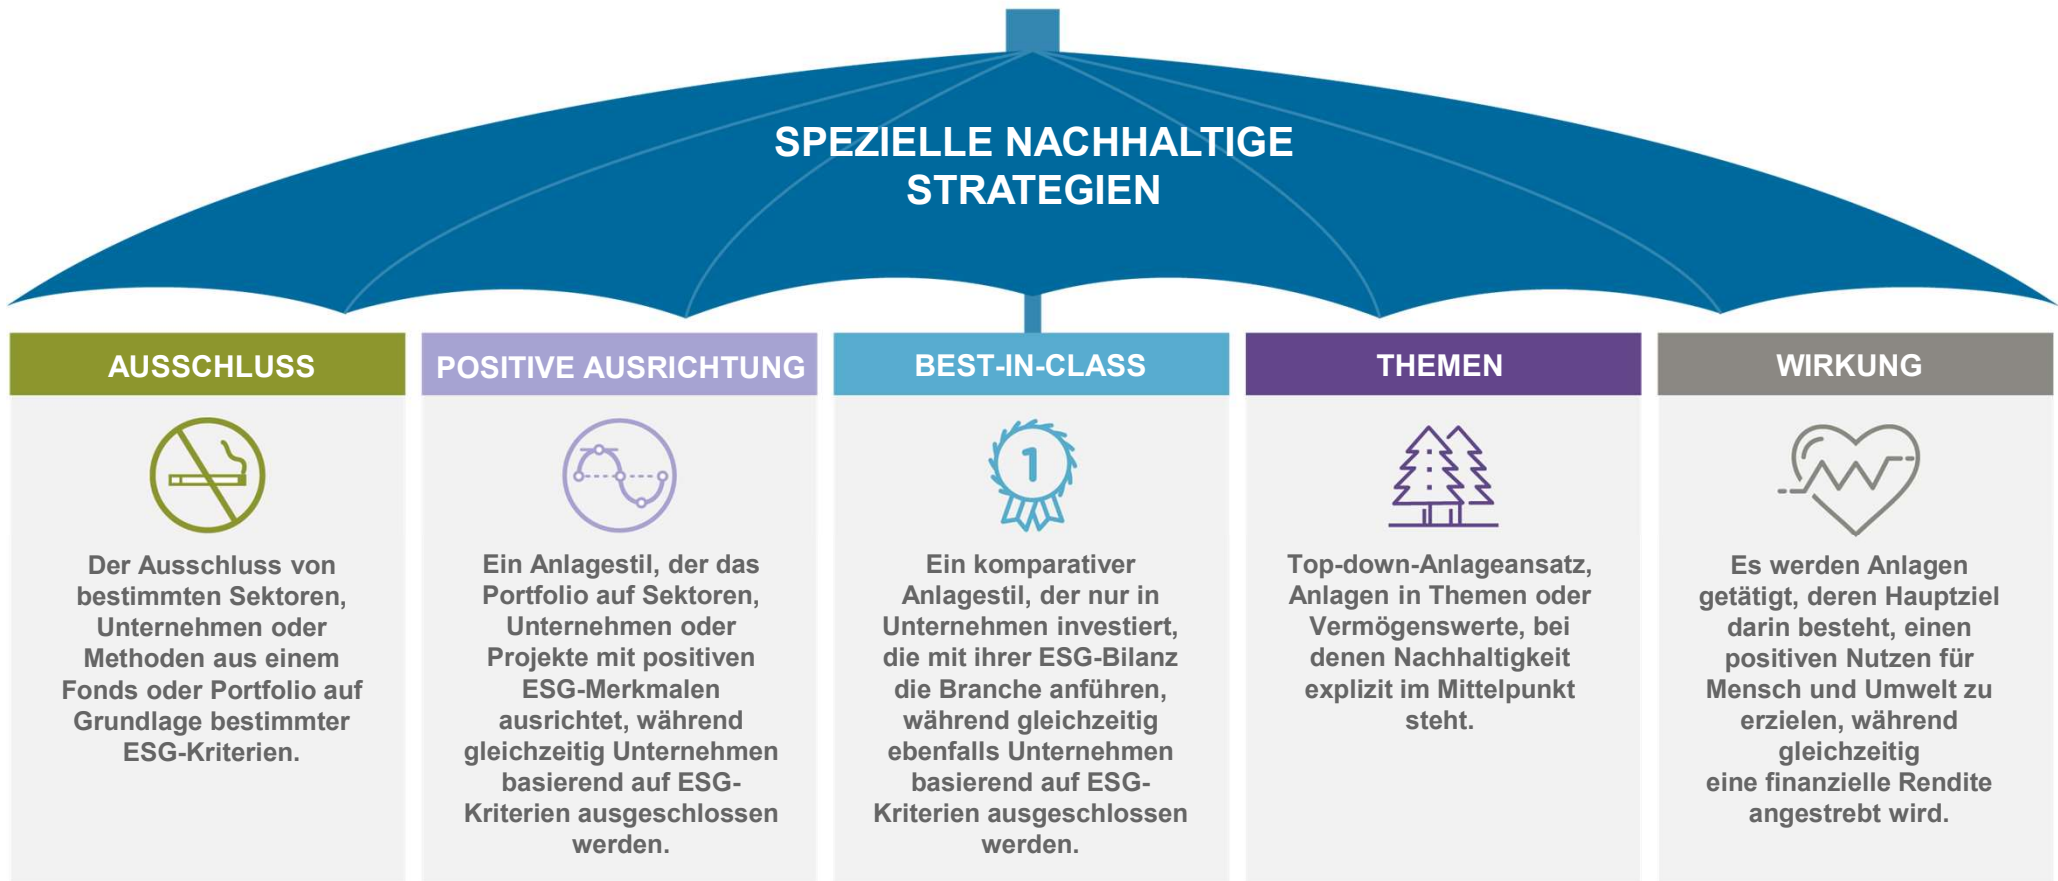 SPEZIELLE NACHHALTIGE
STRATEGIEN
AUSSCHLUSS
Der Ausschluss von
bestimmten Sektoren,
Unternehmen oder
Methoden aus einem
Fonds oder Portfolio auf
Grundlage bestimmter
ESG-Kriterien.
POSITIVE AUSRICHTUNG
Ein Anlagestil, der das
Portfolio auf Sektoren,
Unternehmen oder
Projekte mit positiven
ESG-Merkmalen
ausrichtet, während
gleichzeitig Unternehmen
basierend auf ESG-
Kriterien ausgeschlossen
werden.
BEST-IN-CLASS
1
Ein komparativer
Anlagestil, der nur in
Unternehmen investiert,
die mit ihrer ESG-Bilanz
die Branche anführen,
während gleichzeitig
ebenfalls Unternehmen
basierend auf ESG-
Kriterien ausgeschlossen
werden.
THEMEN
Top-down-Anlageansatz,
Anlagen in Themen oder
Vermögenswerte, bei
denen Nachhaltigkeit
explizit im Mittelpunkt
steht.
WIRKUNG
Es werden Anlagen
getätigt, deren Hauptziel
darin besteht, einen
positiven Nutzen für
Mensch und Umwelt zu
erzielen, während
gleichzeitig
eine finanzielle Rendite
angestrebt wird.